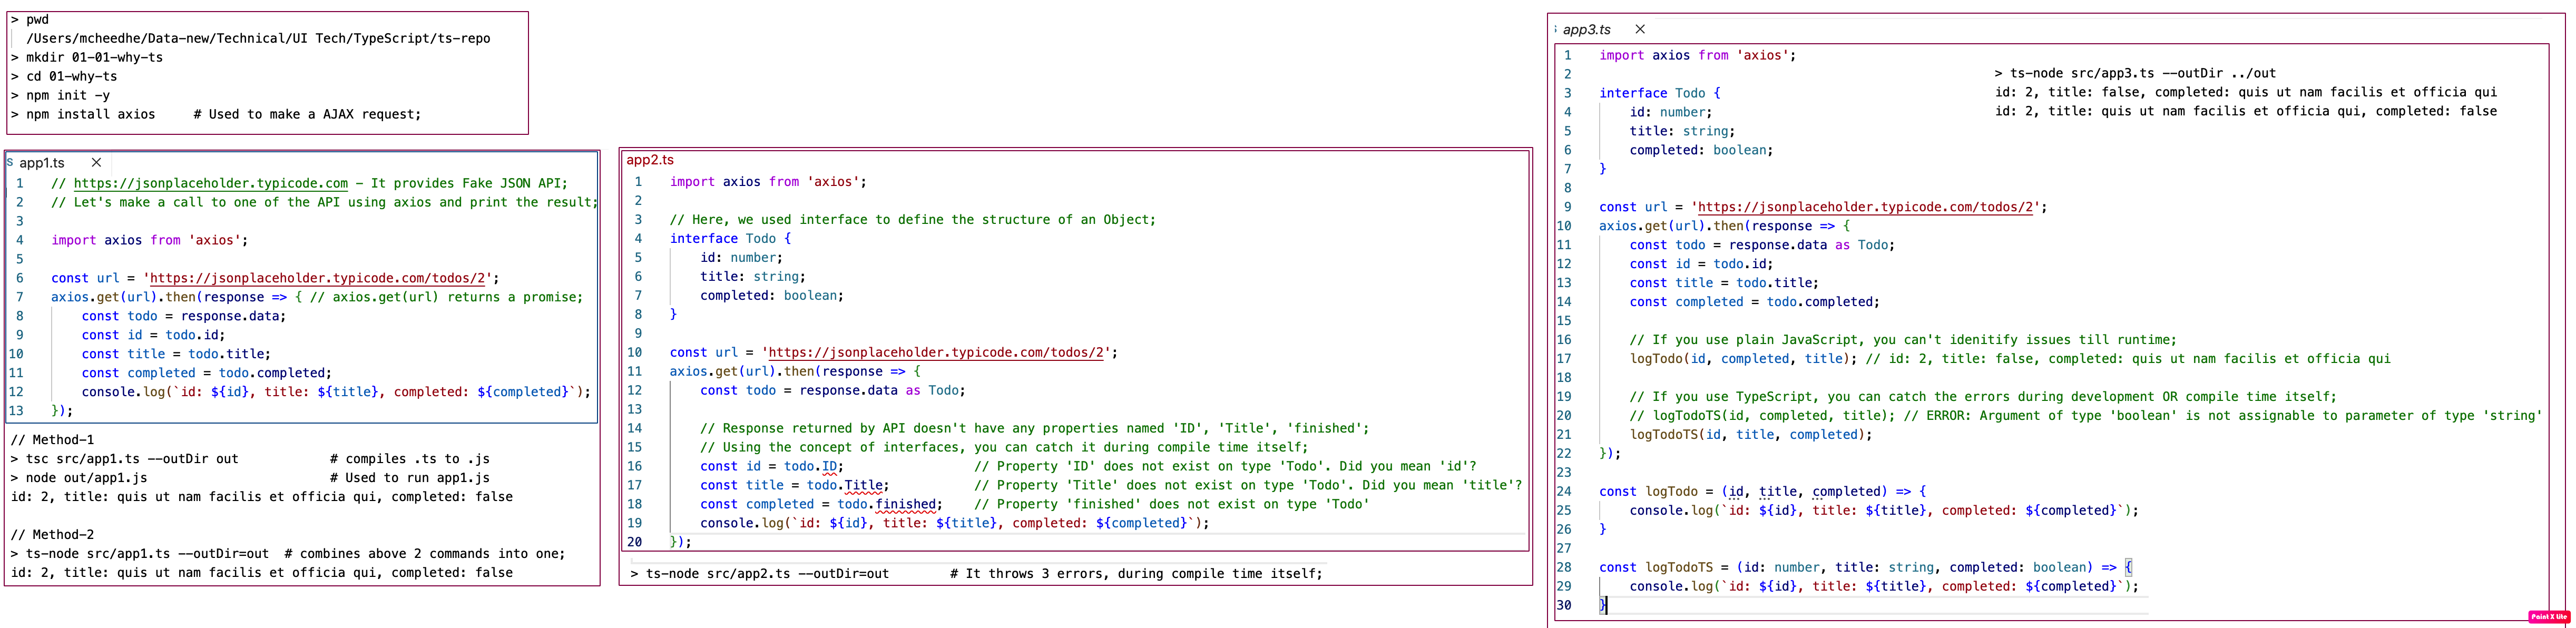 > pwd
/Users/mcheedhe/Data-new/Technical/UI Tech/TypeScript/ts-repo
> mkdir 01-01-why-ts
> cd 01-why-ts
> npm init -y
> npm install axios     # Used to make a AJAX request;
S app1.ts ×
1 // https://jsonplaceholder.typicode.com - It provides Fake JSON API;
2 // Let's make a call to one of the API using axios and print the result;
3
4 import axios from 'axios';
5
6 const url = 'https://jsonplaceholder.typicode.com/todos/2';
7 axios.get(url).then(response => { // axios.get(url) returns a promise;
8     const todo = response.data;
9     const id = todo.id;
10     const title = todo.title;
11     const completed = todo.completed;
12     console.log(`id: ${id}, title: ${title}, completed: ${completed}`);
13 });
// Method-1
> tsc src/app1.ts --outDir out            # compiles .ts to .js
> node out/app1.js                        # Used to run app1.js
id: 2, title: quis ut nam facilis et officia qui, completed: false
// Method-2
> ts-node src/app1.ts --outDir=out  # combines above 2 commands into one;
id: 2, title: quis ut nam facilis et officia qui, completed: false
app2.ts
1 import axios from 'axios';
2
3 // Here, we used interface to define the structure of an Object;
4 interface Todo {
5     id: number;
6     title: string;
7     completed: boolean;
8 }
9
10 const url = 'https://jsonplaceholder.typicode.com/todos/2';
11 axios.get(url).then(response => {
12     const todo = response.data as Todo;
13
14     // Response returned by API doesn't have any properties named 'ID', 'Title', 'finished';
15     // Using the concept of interfaces, you can catch it during compile time itself;
16     const id = todo.ID;                 // Property 'ID' does not exist on type 'Todo'. Did you mean 'id'?
17     const title = todo.Title;           // Property 'Title' does not exist on type 'Todo'. Did you mean 'title'?
18     const completed = todo.finished;    // Property 'finished' does not exist on type 'Todo'
19     console.log(`id: ${id}, title: ${title}, completed: ${completed}`);
20 });
> ts-node src/app2.ts --outDir=out        # It throws 3 errors, during compile time itself;
app3.ts ×
1 import axios from 'axios';
2
3 interface Todo {
4     id: number;
5     title: string;
6     completed: boolean;
7 }
8
9 const url = 'https://jsonplaceholder.typicode.com/todos/2';
10 axios.get(url).then(response => {
11     const todo = response.data as Todo;
12     const id = todo.id;
13     const title = todo.title;
14     const completed = todo.completed;
15
16     // If you use plain JavaScript, you can't idenitify issues till runtime;
17     logTodo(id, completed, title); // id: 2, title: false, completed: quis ut nam facilis et officia qui
18
19     // If you use TypeScript, you can catch the errors during development OR compile time itself;
20     // logTodoTS(id, completed, title); // ERROR: Argument of type 'boolean' is not assignable to parameter of type 'string'
21     logTodoTS(id, title, completed);
22 });
23
24 const logTodo = (id, title, completed) => {
25     console.log(`id: ${id}, title: ${title}, completed: ${completed}`);
26 }
27
28 const logTodoTS = (id: number, title: string, completed: boolean) => {
29     console.log(`id: ${id}, title: ${title}, completed: ${completed}`);
30 }
> ts-node src/app3.ts --outDir ../out
id: 2, title: false, completed: quis ut nam facilis et officia qui
id: 2, title: quis ut nam facilis et officia qui, completed: false
Paint X lite